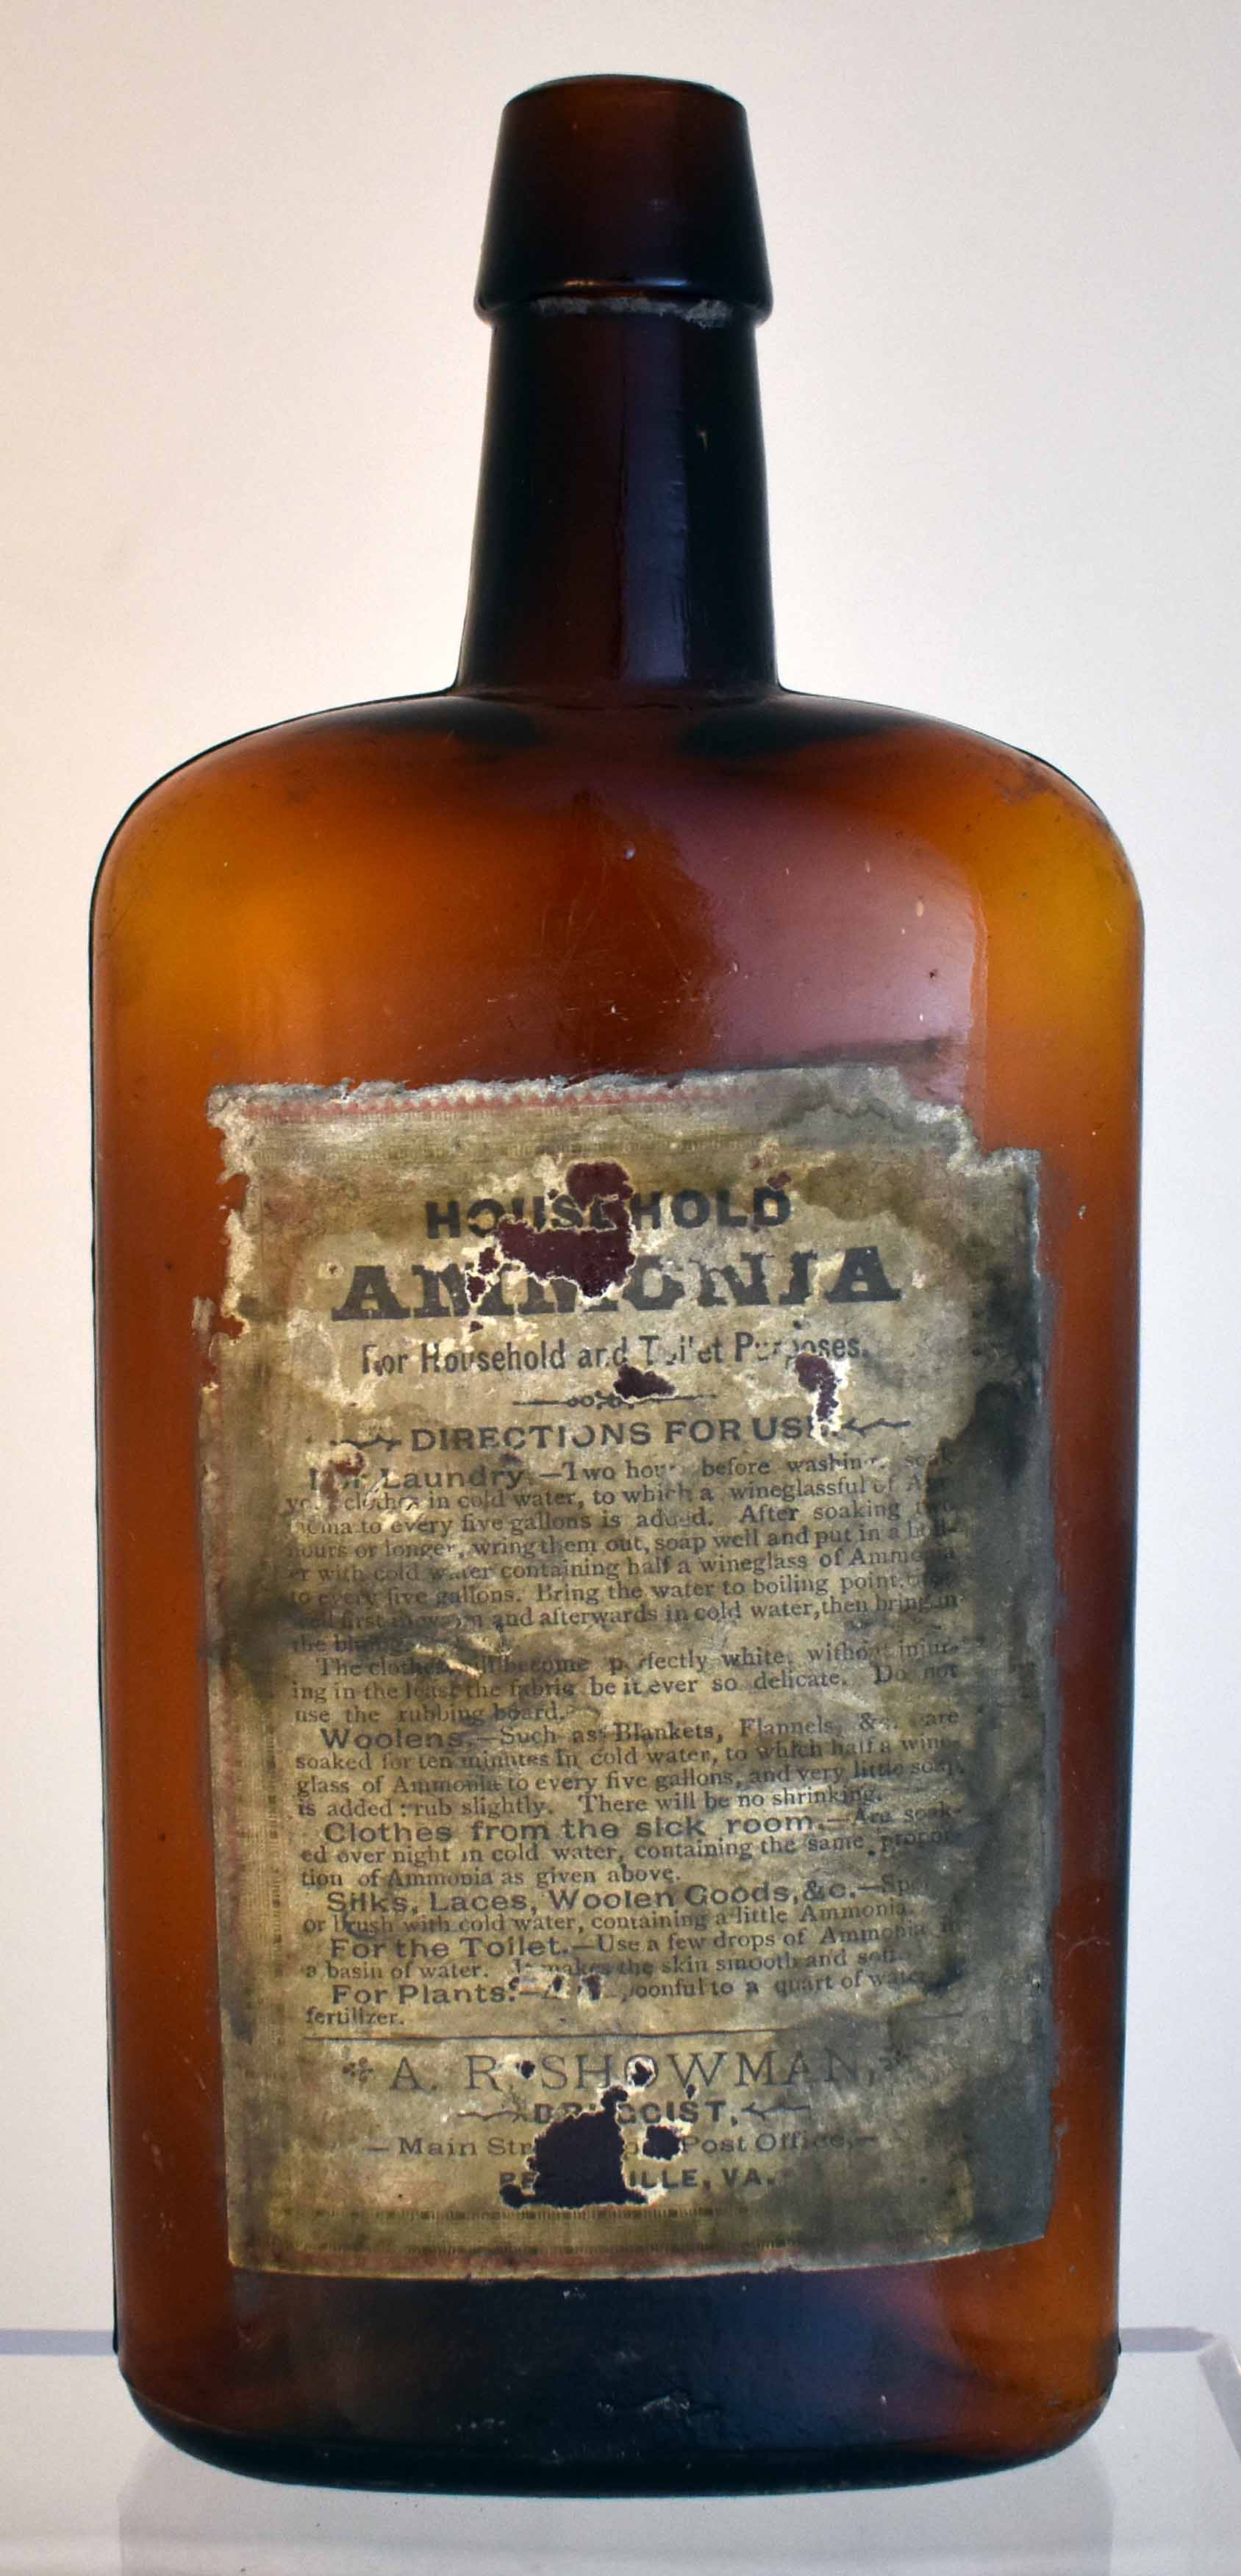 HOUSEHOLD
AMMONIA
For Household and Toilet Purposes.
DIRECTIONS FOR USE.
For Laundry.—Two hours before washing, soak
your clothes in cold water, to which a wineglassful of Am-
monia to every five gallons is added. After soaking two
hours or longer, wring them out, soap well and put in a boil-
er with cold water containing half a wineglass of Ammonia
to every five gallons. Bring the water to boiling point,
well first in warm and afterwards in cold water, then bring in
the bluing.
The clothes will become perfectly white, without injur-
ing in the least the fabric be it ever so delicate. Do not
use the rubbing board.
Woolens.—Such as Blankets, Flannels, &c. are
soaked for ten minutes in cold water, to which half a wine-
glass of Ammonia to every five gallons, and very little soap,
is added: rub slightly. There will be no shrinking.
Clothes from the sick room.—Are soak-
ed over night in cold water, containing the same propor-
tion of Ammonia as given above.
Silks, Laces, Woolen Goods, &c.—
or brush with cold water, containing a little Ammonia.
For the Toilet.—Use a few drops of Ammonia in
a basin of water. It makes the skin smooth and soft.
For Plants.— to a quart of water
fertilizer.
A. R. SHOWMAN,
DRUGGIST,
—Main Post Office,—
VA.